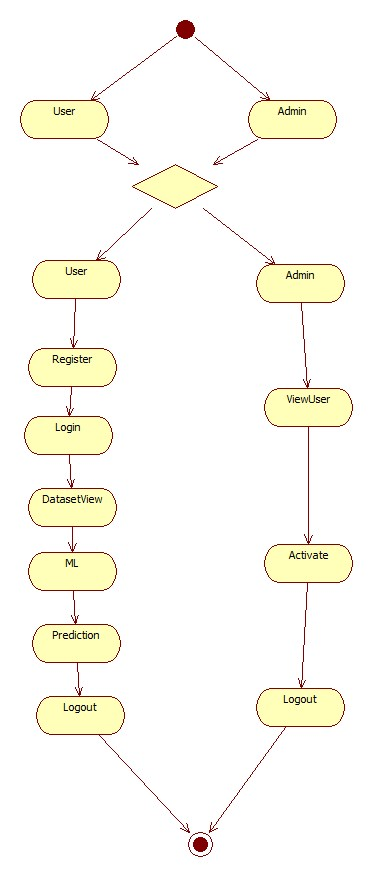 User
Admin
User
Admin
Register
ViewUser
Login
DatasetView
Activate
ML
Prediction
Logout
Logout